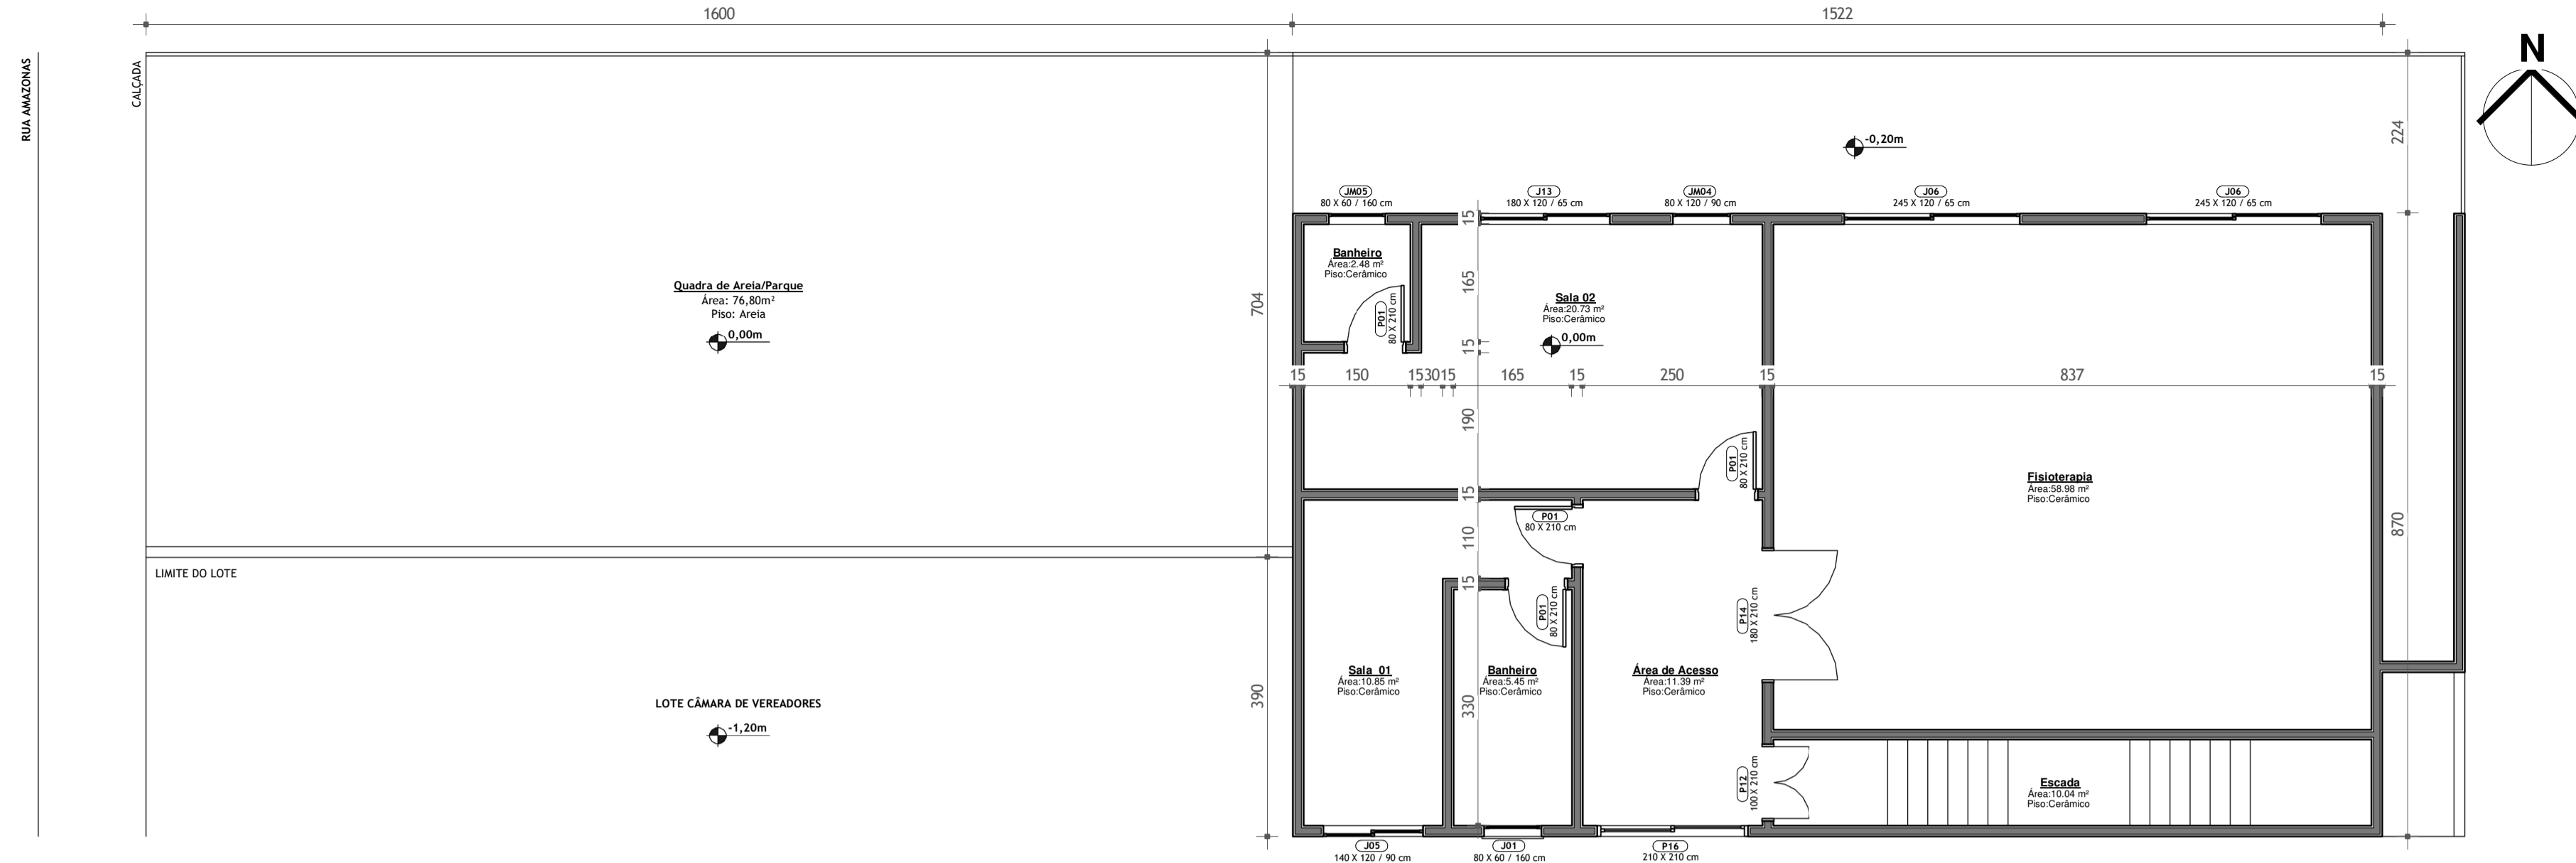 1600
1522
N
RUA AMAZONAS
CALÇADA
224
-0,20m
JM05
80 X 60 / 160 cm
J13
180 X 120 / 65 cm
JM04
80 X 120 / 90 cm
J06
245 X 120 / 65 cm
J06
245 X 120 / 65 cm
15
Banheiro
Área:2.48 m²
Piso:Cerâmico
165
P01
80 X 210 cm
Quadra de Areia/Parque
Área: 76,80m²
Piso: Areia
0,00m
704
Sala 02
Área:20.73 m²
Piso:Cerâmico
0,00m
15
15
150
15
30
15
165
15
250
15
837
15
190
P01
80 X 210 cm
Fisioterapia
Área:58.98 m²
Piso:Cerâmico
15
P01
80 X 210 cm
110
870
LIMITE DO LOTE
15
P01
80 X 210 cm
P14
180 X 210 cm
Sala  01
Área:10.85 m²
Piso:Cerâmico
Banheiro
Área:5.45 m²
Piso:Cerâmico
Área de Acesso
Área:11.39 m²
Piso:Cerâmico
390
330
LOTE CÂMARA DE VEREADORES
-1,20m
P12
100 X 210 cm
Escada
Área:10.04 m²
Piso:Cerâmico
J05
140 X 120 / 90 cm
J01
80 X 60 / 160 cm
P16
210 X 210 cm